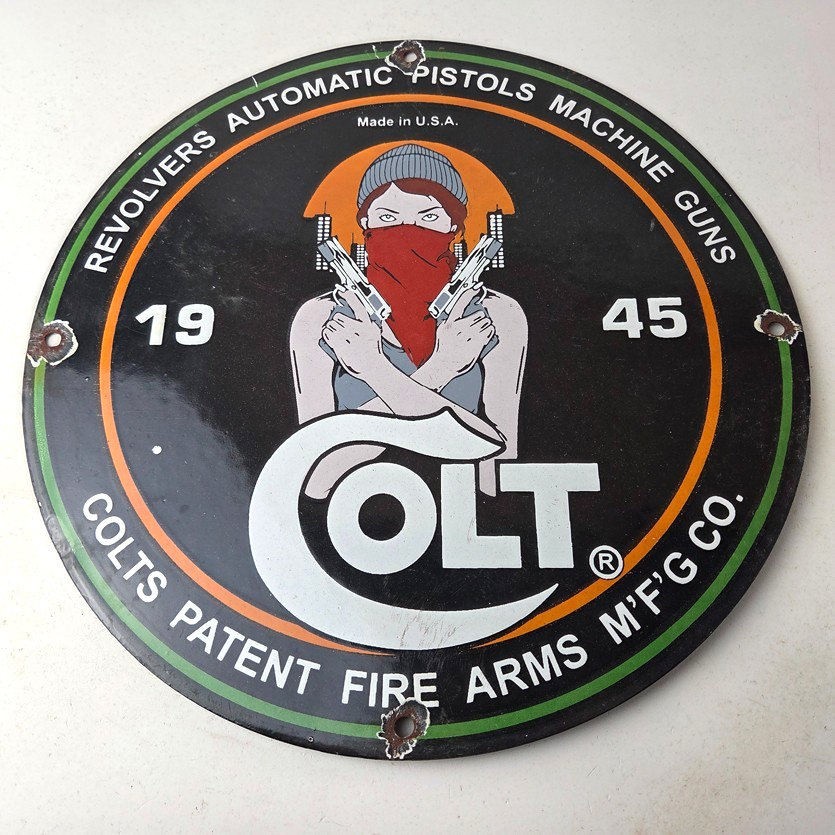 REVOLVERS AUTOMATIC PISTOLS MACHINE GUNS
Made in U.S.A.
19 45
COLT ®
COLTS PATENT FIRE ARMS M'F'G CO.